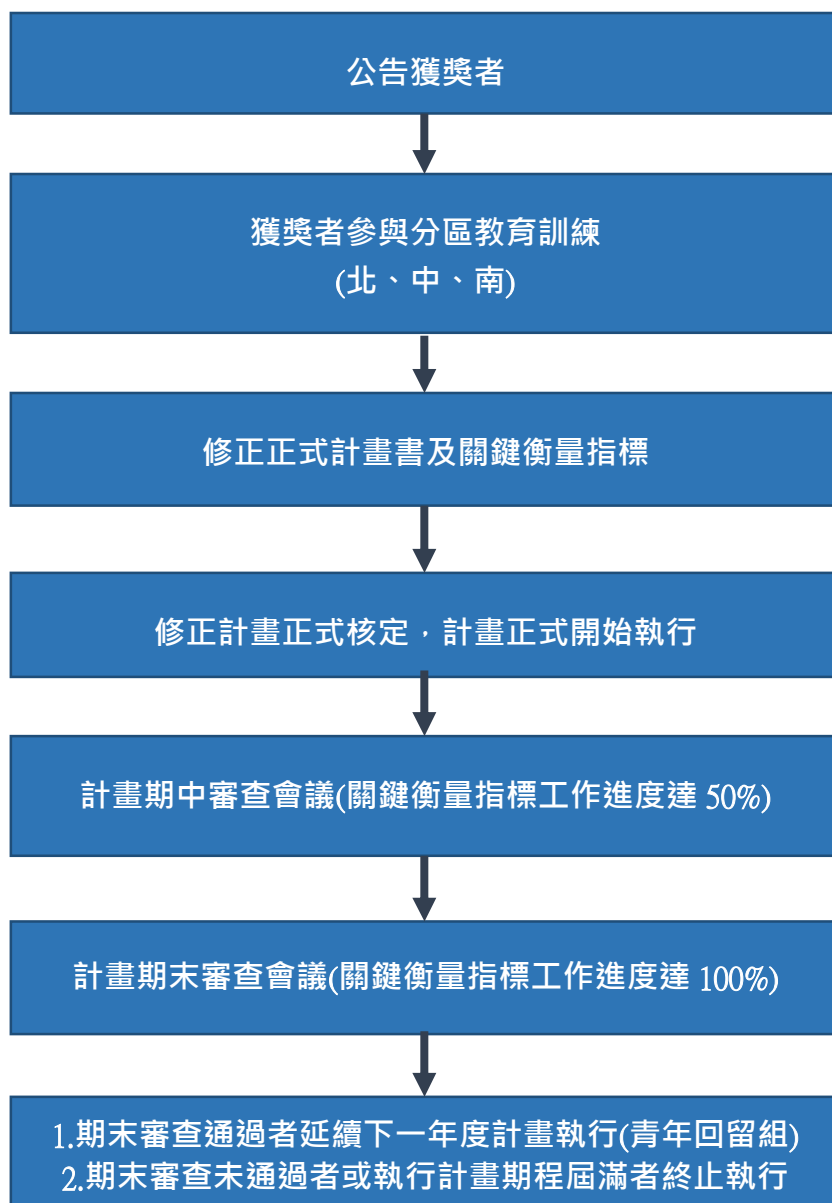 公告獲獎者
獲獎者參與分區教育訓練
(北、中、南)
修正正式計畫書及關鍵衡量指標
修正計畫正式核定，計畫正式開始執行
計畫期中審查會議(關鍵衡量指標工作進度達 50%)
計畫期末審查會議(關鍵衡量指標工作進度達 100%)
1.期末審查通過者延續下一年度計畫執行(青年回留組)
2.期末審查未通過者或執行計畫期程屆滿者終止執行